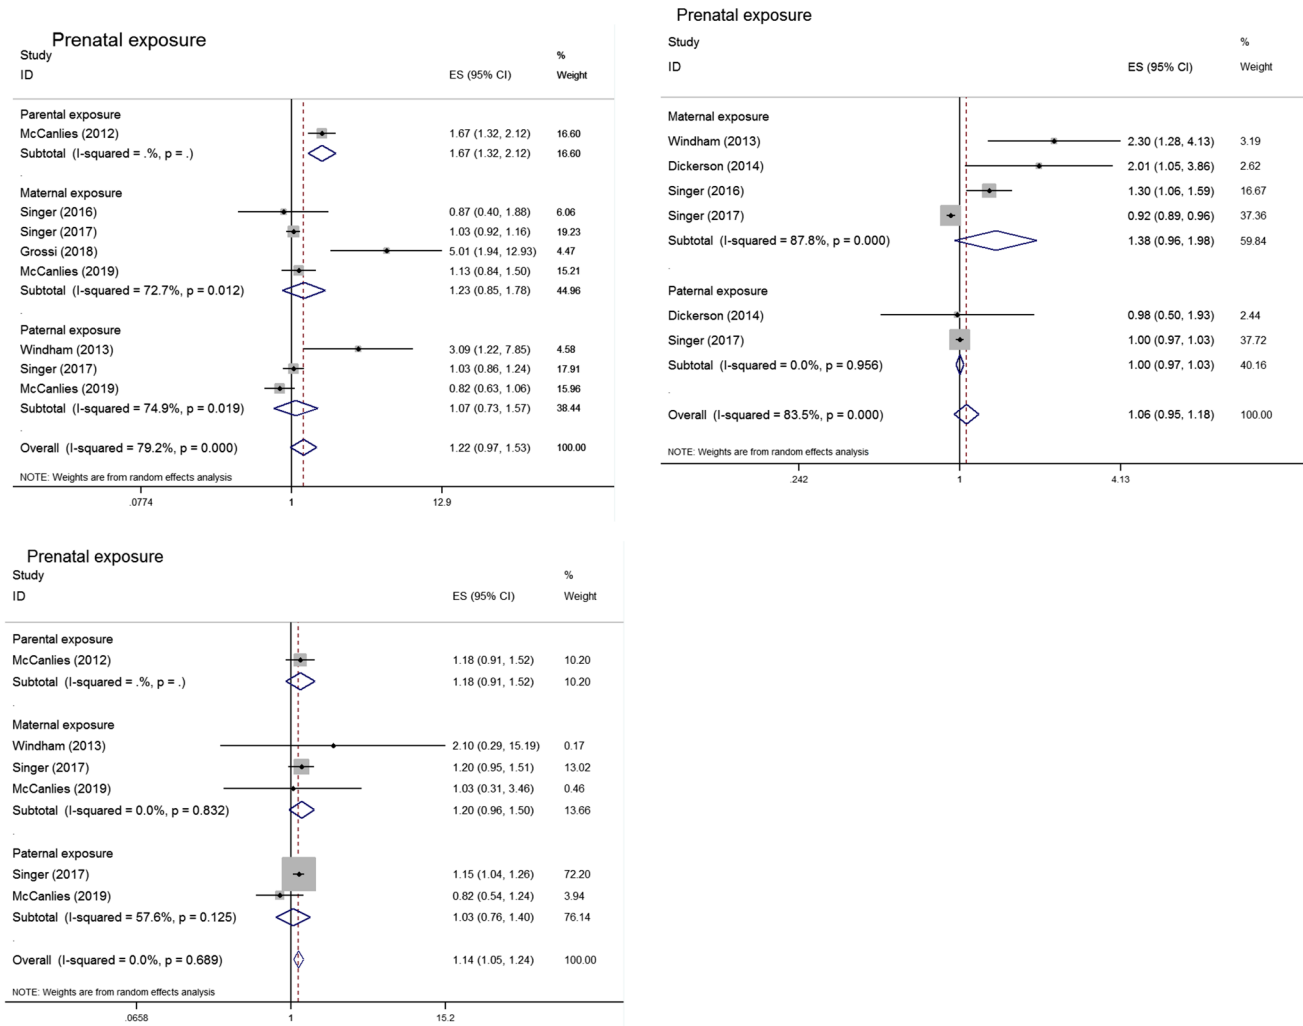 Prenatal exposure
Study %
ID ES (95% CI) Weight
Parental exposure
McCanlies (2012) 1.67 (1.32, 2.12) 16.60
Subtotal (I-squared = .%, p = .) 1.67 (1.32, 2.12) 16.60
.
Maternal exposure
Singer (2016) 0.87 (0.40, 1.88) 6.06
Singer (2017) 1.03 (0.92, 1.16) 19.23
Grossi (2018) 5.01 (1.94, 12.93) 4.47
McCanlies (2019) 1.13 (0.84, 1.50) 15.21
Subtotal (I-squared = 72.7%, p = 0.012) 1.23 (0.85, 1.78) 44.96
.
Paternal exposure
Windham (2013) 3.09 (1.22, 7.85) 4.58
Singer (2017) 1.03 (0.86, 1.24) 17.91
McCanlies (2019) 0.82 (0.63, 1.06) 15.96
Subtotal (I-squared = 74.9%, p = 0.019) 1.07 (0.73, 1.57) 38.44
.
Overall (I-squared = 79.2%, p = 0.000) 1.22 (0.97, 1.53) 100.00
NOTE: Weights are from random effects analysis
.0774 1 12.9
Prenatal exposure
Study %
ID ES (95% CI) Weight
Maternal exposure
Windham (2013) 2.30 (1.28, 4.13) 3.19
Dickerson (2014) 2.01 (1.05, 3.86) 2.62
Singer (2016) 1.30 (1.06, 1.59) 16.67
Singer (2017) 0.92 (0.89, 0.96) 37.36
Subtotal (I-squared = 87.8%, p = 0.000) 1.38 (0.96, 1.98) 59.84
.
Paternal exposure
Dickerson (2014) 0.98 (0.50, 1.93) 2.44
Singer (2017) 1.00 (0.97, 1.03) 37.72
Subtotal (I-squared = 0.0%, p = 0.956) 1.00 (0.97, 1.03) 40.16
.
Overall (I-squared = 83.5%, p = 0.000) 1.06 (0.95, 1.18) 100.00
NOTE: Weights are from random effects analysis
.242 1 4.13
Prenatal exposure
Study %
ID ES (95% CI) Weight
Parental exposure
McCanlies (2012) 1.18 (0.91, 1.52) 10.20
Subtotal (I-squared = .%, p = .) 1.18 (0.91, 1.52) 10.20
.
Maternal exposure
Windham (2013) 2.10 (0.29, 15.19) 0.17
Singer (2017) 1.20 (0.95, 1.51) 13.02
McCanlies (2019) 1.03 (0.31, 3.46) 0.46
Subtotal (I-squared = 0.0%, p = 0.832) 1.20 (0.96, 1.50) 13.66
.
Paternal exposure
Singer (2017) 1.15 (1.04, 1.26) 72.20
McCanlies (2019) 0.82 (0.54, 1.24) 3.94
Subtotal (I-squared = 57.6%, p = 0.125) 1.03 (0.76, 1.40) 76.14
.
Overall (I-squared = 0.0%, p = 0.689) 1.14 (1.05, 1.24) 100.00
NOTE: Weights are from random effects analysis
.0658 1 15.2